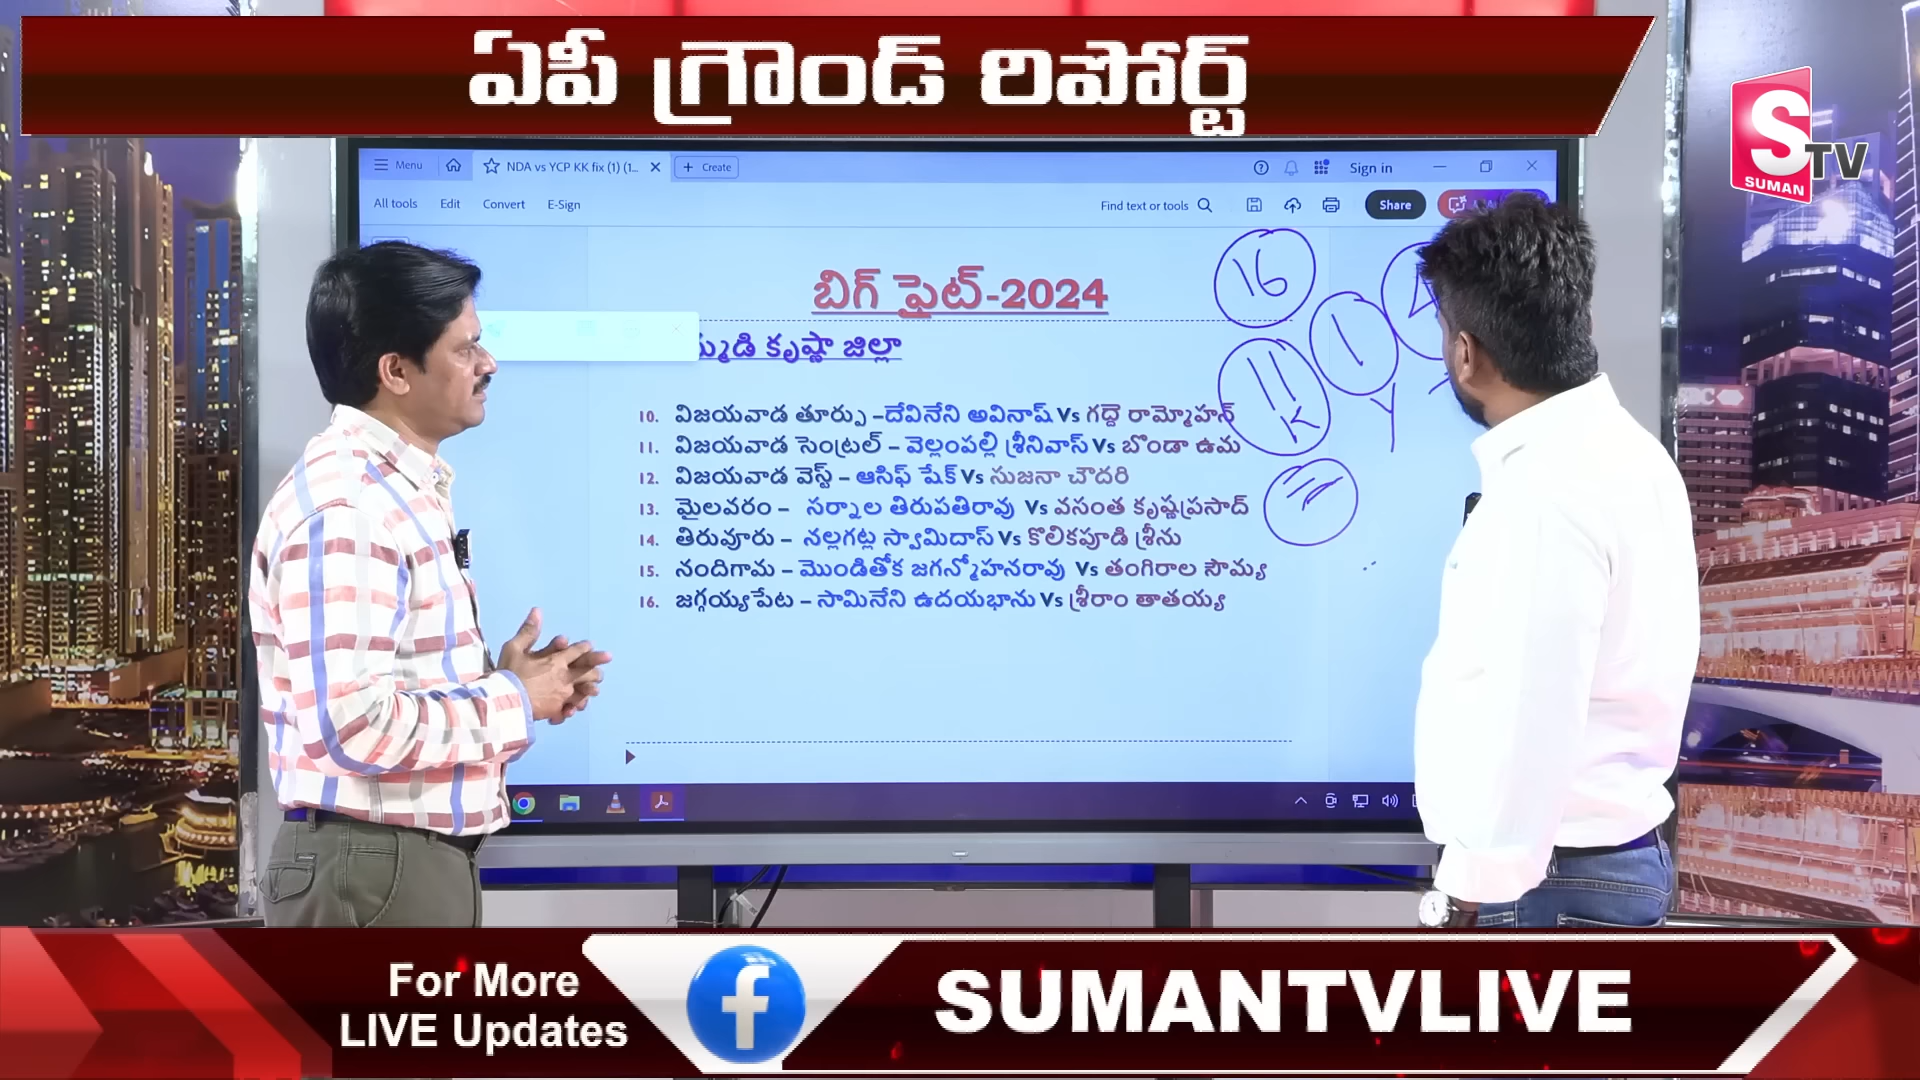 ఏపీ గ్రౌండ్ రిపోర్ట్
S
SUMAN TV
Menu
NDA vs YCP KK fix (1) (1...
Create
Sign in
All tools
Edit
Convert
E-Sign
Find text or tools
Share
బిగ్ ఫైట్-2024
మ్మడి కృష్ణా జిల్లా
10. విజయవాడ తూర్పు –దేవినేని అవినాష్ Vs గద్దె రామ్మోహన్
11. విజయవాడ సెంట్రల్ – వెల్లంపల్లి శ్రీనివాస్ Vs బొండా ఉమ
12. విజయవాడ వెస్ట్ – ఆసిఫ్ షేక్ Vs సుజనా చౌదరి
13. మైలవరం – సర్నాల తిరుపతిరావు Vs వసంత కృష్ణప్రసాద్
14. తిరువూరు – నల్లగట్ల స్వామిదాస్ Vs కొలికపూడి శ్రీను
15. నందిగామ – మొండితోక జగన్మోహనరావు Vs తంగిరాల సౌమ్య
16. జగ్గయ్యపేట – సామినేని ఉదయభాను Vs శ్రీరాం తాతయ్య
16
1
4
11
K
Y
For More
LIVE Updates
f
SUMANTVLIVE